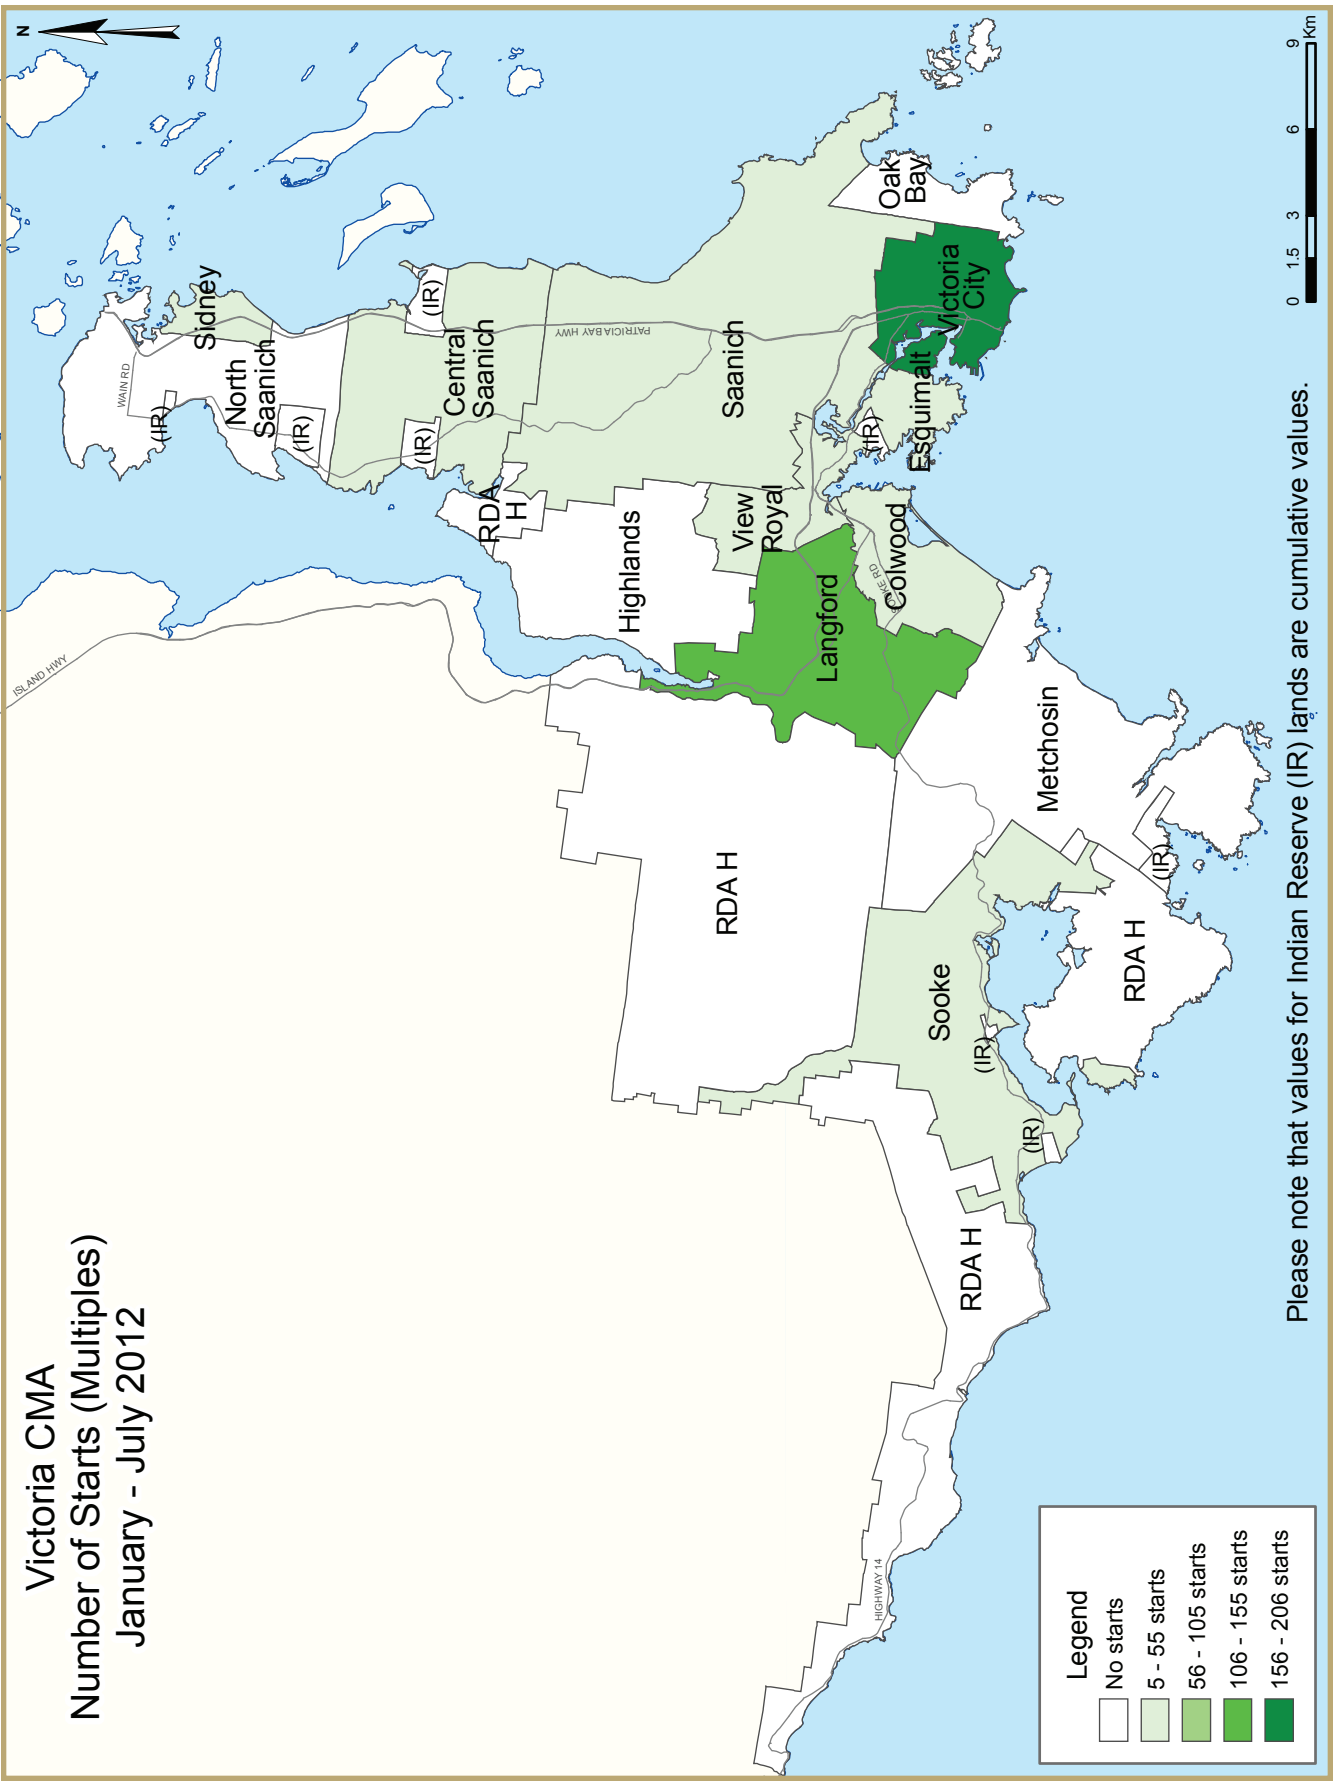 Victoria CMA
Number of Starts (Multiples)
January - July 2012
N
ISLAND HWY
WAIN RD
Sidney
North
Saanich
(IR)
(IR)
Central
Saanich
(IR)
(IR)
PATRICIA BAY HWY
RDA
H
Highlands
Saanich
View
Royal
Oak
Bay
Victoria
City
Esquimalt
(IR)
Langford
Colwood
RDA H
Metchosin
(IR)
Sooke
(IR)
(IR)
RDA H
RDA H
HIGHWAY 14
Legend
No starts
5 - 55 starts
56 - 105 starts
106 - 155 starts
156 - 206 starts
0 1.5 3 6 9
Km
Please note that values for Indian Reserve (IR) lands are cumulative values.